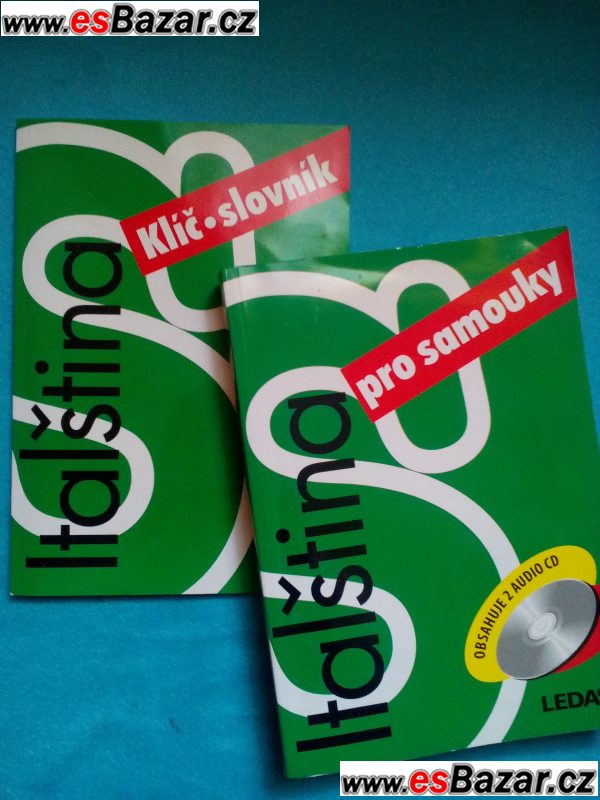 www.esBazar.cz
Klíč • slovník
Italština
pro samouky
Italština
OBSAHUJE 2 AUDIO CD
LEDA
www.esBazar.cz